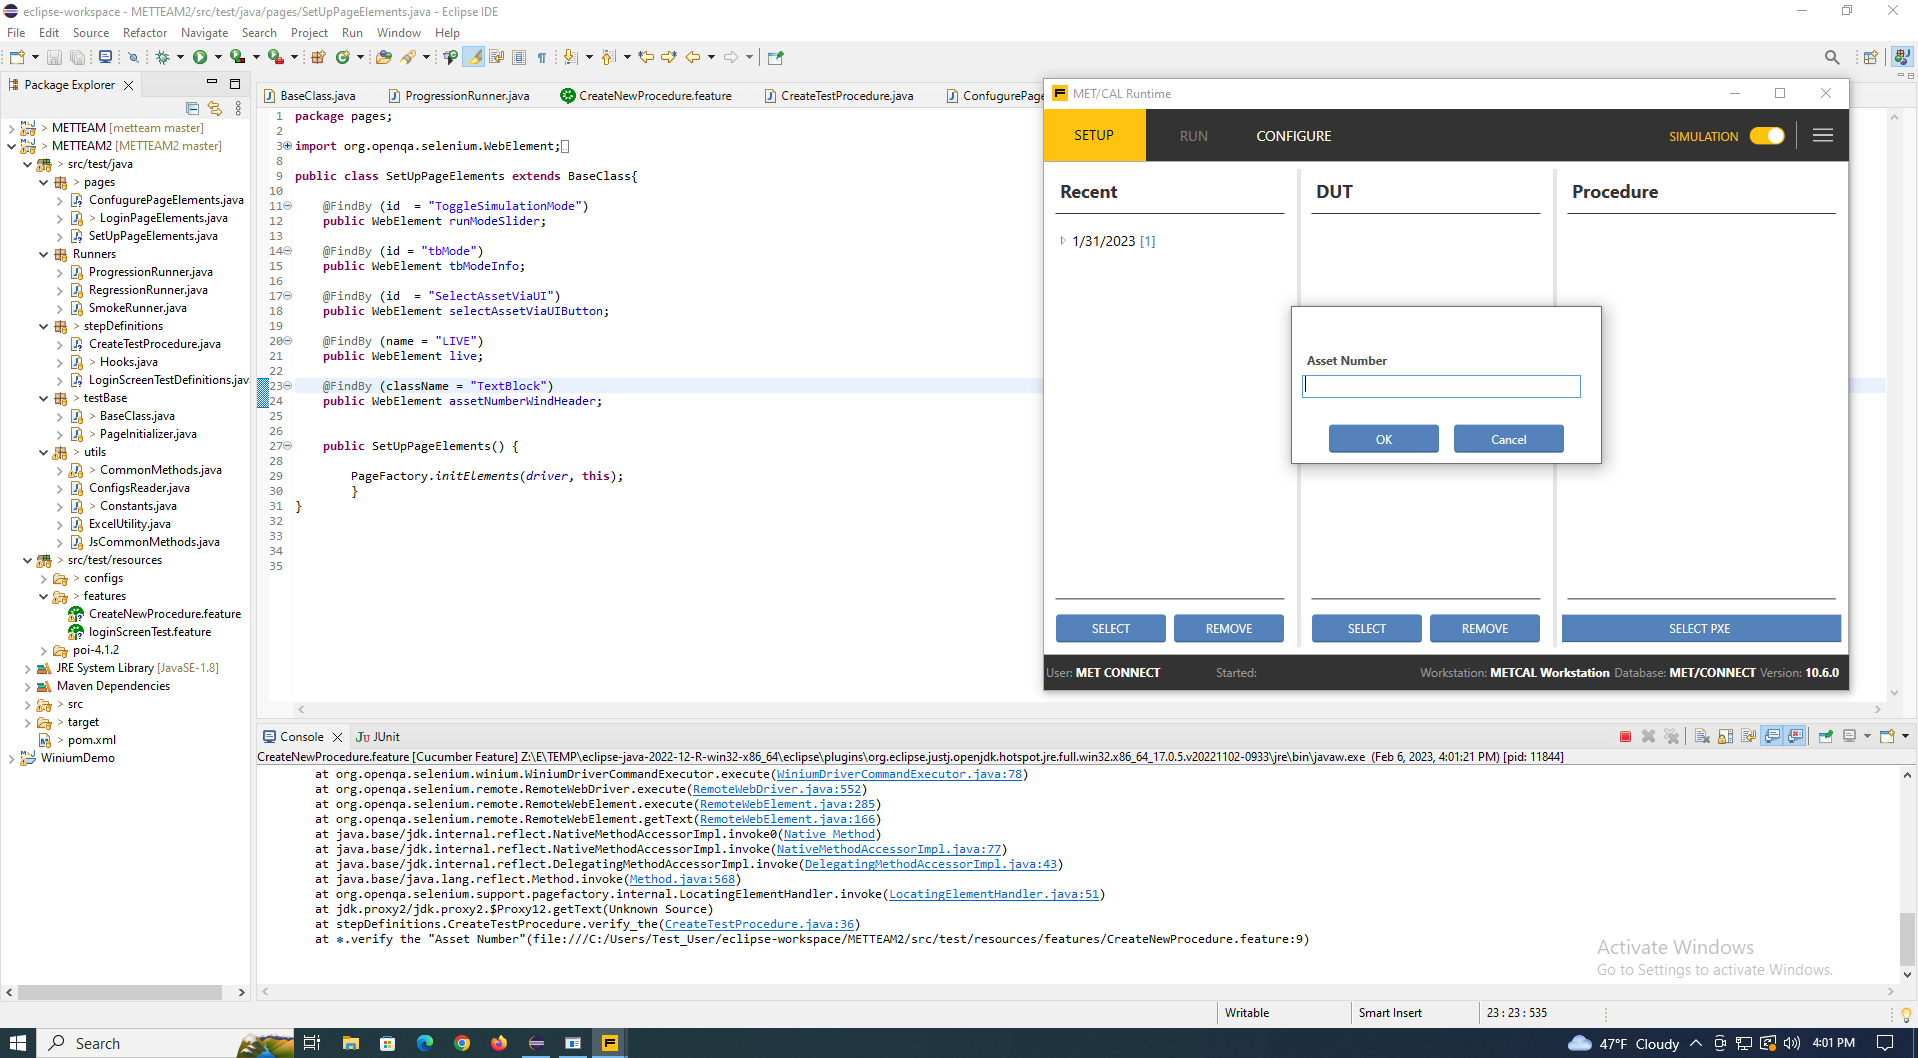 eclipse-workspace - METTEAM2/src/test/java/pages/SetUpPageElements.java - Eclipse IDE
File Edit Source Refactor Navigate Search Project Run Window Help
Package Explorer
METTEAM [metteam master]
METTEAM2 [METTEAM2 master]
src/test/java
pages
ConfugurePageElements.java
LoginPageElements.java
SetUpPageElements.java
Runners
ProgressionRunner.java
RegressionRunner.java
SmokeRunner.java
stepDefinitions
CreateTestProcedure.java
Hooks.java
LoginScreenTestDefinitions.jav
testBase
BaseClass.java
PageInitializer.java
utils
CommonMethods.java
ConfigsReader.java
Constants.java
ExcelUtility.java
JsCommonMethods.java
src/test/resources
configs
features
CreateNewProcedure.feature
loginScreenTest.feature
poi-4.1.2
JRE System Library [JavaSE-1.8]
Maven Dependencies
src
target
pom.xml
WiniumDemo
BaseClass.java ProgressionRunner.java CreateNewProcedure.feature CreateTestProcedure.java ConfugurePage
1 package pages;
2
3 import org.openqa.selenium.WebElement;
8
9 public class SetUpPageElements extends BaseClass{
10
11 @FindBy (id  = "ToggleSimulationMode")
12 public WebElement runModeSlider;
13
14 @FindBy (id = "tbMode")
15 public WebElement tbModeInfo;
16
17 @FindBy (id  = "SelectAssetViaUI")
18 public WebElement selectAssetViaUIButton;
19
20 @FindBy (name = "LIVE")
21 public WebElement live;
22
23 @FindBy (className = "TextBlock")
24 public WebElement assetNumberWindHeader;
25
26
27 public SetUpPageElements() {
28
29 PageFactory.initElements(driver, this);
30 }
31 }
32
33
34
35
MET/CAL Runtime
SETUP RUN CONFIGURE SIMULATION
Recent DUT Procedure
1/31/2023 [1]
Asset Number
OK Cancel
SELECT REMOVE SELECT REMOVE SELECT PXE
User: MET CONNECT Started: Workstation: METCAL Workstation Database: MET/CONNECT Version: 10.6.0
Console JUnit
CreateNewProcedure.feature [Cucumber Feature] Z:\E\TEMP\eclipse-java-2022-12-R-win32-x86_64\eclipse\plugins\org.eclipse.justj.openjdk.hotspot.jre.full.win32.x86_64_17.0.5.v20221102-0933\jre\bin\javaw.exe (Feb 6, 2023, 4:01:21 PM) [pid: 11844]
at org.openqa.selenium.winium.WiniumDriverCommandExecutor.execute(WiniumDriverCommandExecutor.java:78)
at org.openqa.selenium.remote.RemoteWebDriver.execute(RemoteWebDriver.java:552)
at org.openqa.selenium.remote.RemoteWebElement.execute(RemoteWebElement.java:285)
at org.openqa.selenium.remote.RemoteWebElement.getText(RemoteWebElement.java:166)
at java.base/jdk.internal.reflect.NativeMethodAccessorImpl.invoke0(Native Method)
at java.base/jdk.internal.reflect.NativeMethodAccessorImpl.invoke(NativeMethodAccessorImpl.java:77)
at java.base/jdk.internal.reflect.DelegatingMethodAccessorImpl.invoke(DelegatingMethodAccessorImpl.java:43)
at java.base/java.lang.reflect.Method.invoke(Method.java:568)
at org.openqa.selenium.support.pagefactory.internal.LocatingElementHandler.invoke(LocatingElementHandler.java:51)
at jdk.proxy2/jdk.proxy2.$Proxy12.getText(Unknown Source)
at stepDefinitions.CreateTestProcedure.verify_the(CreateTestProcedure.java:36)
at ✽.verify the "Asset Number"(file:///C:/Users/Test_User/eclipse-workspace/METTEAM2/src/test/resources/features/CreateNewProcedure.feature:9)
Activate Windows
Go to Settings to activate Windows.
Writable Smart Insert 23 : 23 : 535
Search 47°F Cloudy 4:01 PM